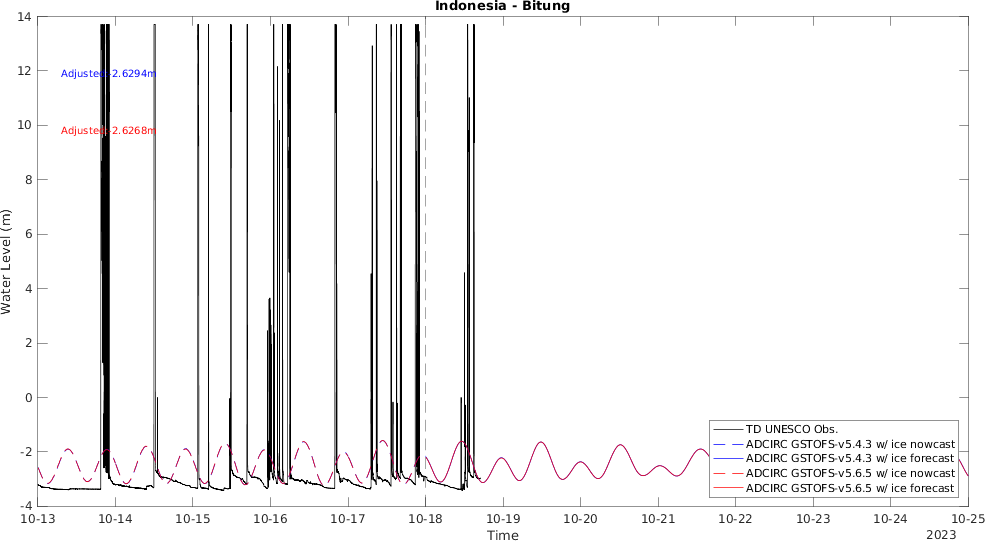 Indonesia - Bitung
Water Level (m)
14
12
10
8
6
4
2
0
-2
-4
Adjusted-2.6294m
Adjusted-2.6268m
TD UNESCO Obs.
ADCIRC GSTOFS-v5.4.3 w/ ice nowcast
ADCIRC GSTOFS-v5.4.3 w/ ice forecast
ADCIRC GSTOFS-v5.6.5 w/ ice nowcast
ADCIRC GSTOFS-v5.6.5 w/ ice forecast
10-13 10-14 10-15 10-16 10-17 10-18 10-19 10-20 10-21 10-22 10-23 10-24 10-25
Time
2023